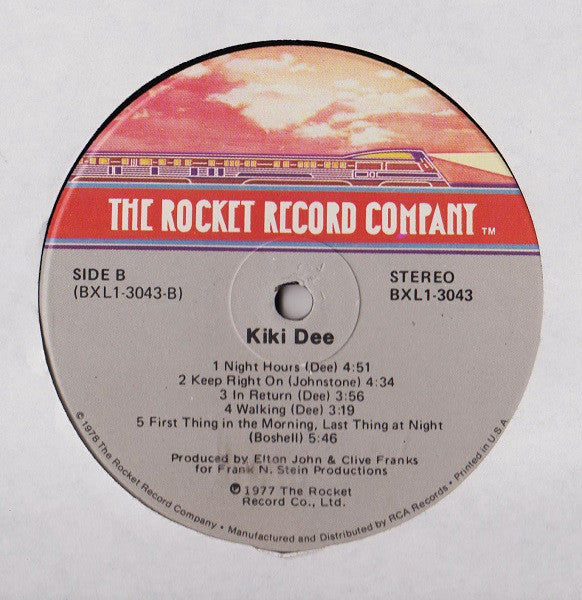 THE ROCKET RECORD COMPANY ™
SIDE B
(BXL1-3043-B)
STEREO
BXL1-3043
Kiki Dee
1 Night Hours (Dee) 4:51
2 Keep Right On (Johnstone) 4:34
3 In Return (Dee) 3:56
4 Walking (Dee) 3:19
5 First Thing in the Morning, Last Thing at Night
(Boshell) 5:46
Produced by Elton John & Clive Franks
for Frank N. Stein Productions
℗ 1977 The Rocket
Record Co., Ltd.
© 1978 The Rocket Record Company • Manufactured and Distributed by RCA Records • Printed in U.S.A